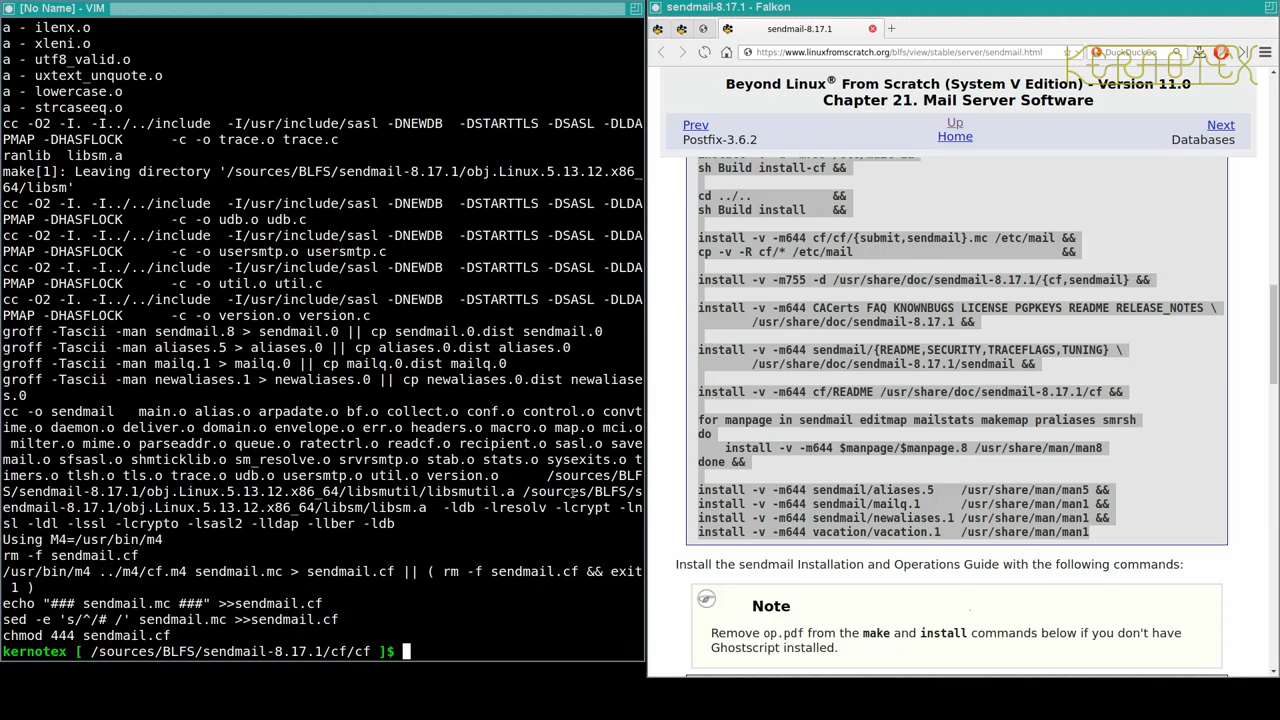 [No Name] - VIM
a - ilenx.o
a - xleni.o
a - utf8_valid.o
a - uxtext_unquote.o
a - lowercase.o
a - strcaseeq.o
cc -O2 -I. -I../../include  -I/usr/include/sasl -DNEWDB  -DSTARTTLS -DSASL -DLDA
PMAP -DHASFLOCK      -c -o trace.o trace.c
ranlib  libsm.a
make[1]: Leaving directory '/sources/BLFS/sendmail-8.17.1/obj.Linux.5.13.12.x86_
64/libsm'
cc -O2 -I. -I../../include  -I/usr/include/sasl -DNEWDB  -DSTARTTLS -DSASL -DLDA
PMAP -DHASFLOCK      -c -o udb.o udb.c
cc -O2 -I. -I../../include  -I/usr/include/sasl -DNEWDB  -DSTARTTLS -DSASL -DLDA
PMAP -DHASFLOCK      -c -o usersmtp.o usersmtp.c
cc -O2 -I. -I../../include  -I/usr/include/sasl -DNEWDB  -DSTARTTLS -DSASL -DLDA
PMAP -DHASFLOCK      -c -o util.o util.c
cc -O2 -I. -I../../include  -I/usr/include/sasl -DNEWDB  -DSTARTTLS -DSASL -DLDA
PMAP -DHASFLOCK      -c -o version.o version.c
groff -Tascii -man sendmail.8 > sendmail.0 || cp sendmail.0.dist sendmail.0
groff -Tascii -man aliases.5 > aliases.0 || cp aliases.0.dist aliases.0
groff -Tascii -man mailq.1 > mailq.0 || cp mailq.0.dist mailq.0
groff -Tascii -man newaliases.1 > newaliases.0 || cp newaliases.0.dist newaliase
s.0
cc -o sendmail   main.o alias.o arpadate.o bf.o collect.o conf.o control.o convt
ime.o daemon.o deliver.o domain.o envelope.o err.o headers.o macro.o map.o mci.o
 milter.o mime.o parseaddr.o queue.o ratectrl.o readcf.o recipient.o sasl.o save
mail.o sfsasl.o shmticklib.o sm_resolve.o srvrsmtp.o stab.o stats.o sysexits.o t
imers.o tlsh.o tls.o trace.o udb.o usersmtp.o util.o version.o      /sources/BLF
S/sendmail-8.17.1/obj.Linux.5.13.12.x86_64/libsmutil/libsmutil.a /sources/BLFS/s
endmail-8.17.1/obj.Linux.5.13.12.x86_64/libsm/libsm.a  -ldb -lresolv -lcrypt -ln
sl -ldl -lssl -lcrypto -lsasl2 -lldap -llber -ldb
Using M4=/usr/bin/m4
rm -f sendmail.cf
/usr/bin/m4 ../m4/cf.m4 sendmail.mc > sendmail.cf || ( rm -f sendmail.cf && exit
 1 )
echo "### sendmail.mc ###" >>sendmail.cf
sed -e 's/^/# /' sendmail.mc >>sendmail.cf
chmod 444 sendmail.cf
kernotex [ /sources/BLFS/sendmail-8.17.1/cf/cf ]$
sendmail-8.17.1 - Falkon
sendmail-8.17.1
https://www.linuxfromscratch.org/blfs/view/stable/server/sendmail.html
DuckDuckGo
KERNOTEX
Beyond Linux® From Scratch (System V Edition) - Version 11.0
Chapter 21. Mail Server Software
Prev
Up
Next
Postfix-3.6.2
Home
Databases
sh Build install-cf &&
cd ../..            &&
sh Build install    &&
install -v -m644 cf/cf/{submit,sendmail}.mc /etc/mail &&
cp -v -R cf/* /etc/mail                               &&
install -v -m755 -d /usr/share/doc/sendmail-8.17.1/{cf,sendmail} &&
install -v -m644 CACerts FAQ KNOWNBUGS LICENSE PGPKEYS README RELEASE_NOTES \
/usr/share/doc/sendmail-8.17.1 &&
install -v -m644 sendmail/{README,SECURITY,TRACEFLAGS,TUNING} \
/usr/share/doc/sendmail-8.17.1/sendmail &&
install -v -m644 cf/README /usr/share/doc/sendmail-8.17.1/cf &&
for manpage in sendmail editmap mailstats makemap praliases smrsh
do
install -v -m644 $manpage/$manpage.8 /usr/share/man/man8
done &&
install -v -m644 sendmail/aliases.5    /usr/share/man/man5 &&
install -v -m644 sendmail/mailq.1      /usr/share/man/man1 &&
install -v -m644 sendmail/newaliases.1 /usr/share/man/man1 &&
install -v -m644 vacation/vacation.1   /usr/share/man/man1
Install the sendmail Installation and Operations Guide with the following commands:
Note
Remove op.pdf from the make and install commands below if you don't have
Ghostscript installed.